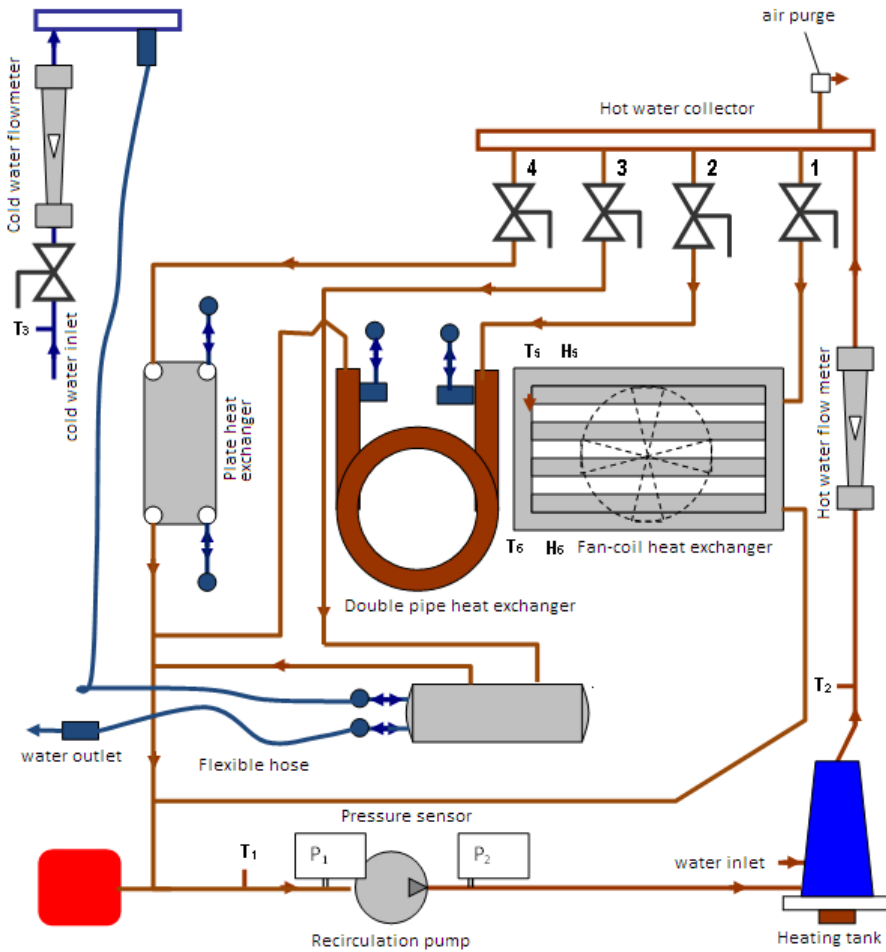 air purge
Hot water collector
Cold water flowmeter
4
3
2
1
T3
cold water inlet
T5 H5
Plate heat
exchanger
Hot water flow meter
T6 H6
Fan-coil heat exchanger
Double pipe heat exchanger
T2
water outlet
Flexible hose
Pressure sensor
T1
P1
P2
water inlet
Recirculation pump
Heating tank